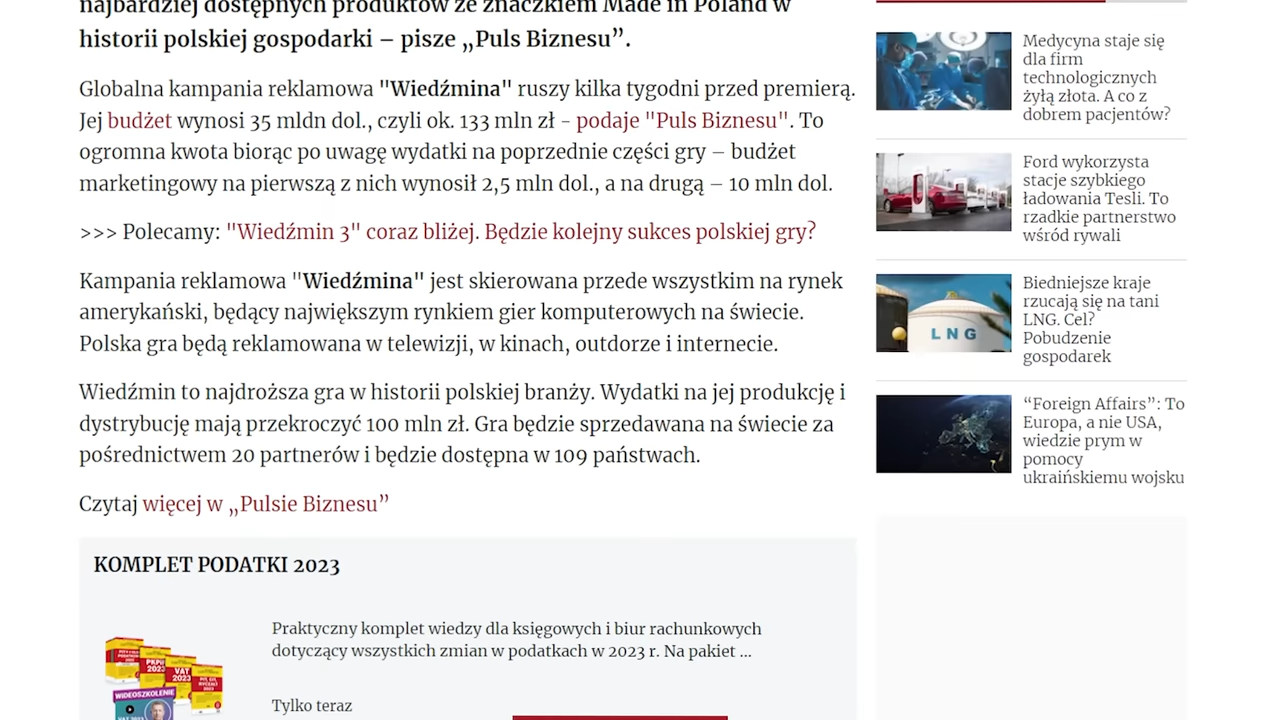 najbardziej dostępnych produktów ze znaczkiem Made in Poland w
historii polskiej gospodarki – pisze „Puls Biznesu”.
Globalna kampania reklamowa "Wiedźmina" ruszy kilka tygodni przed premierą.
Jej budżet wynosi 35 mldn dol., czyli ok. 133 mln zł - podaje "Puls Biznesu". To
ogromna kwota biorąc po uwagę wydatki na poprzednie części gry – budżet
marketingowy na pierwszą z nich wynosił 2,5 mln dol., a na drugą – 10 mln dol.
>>> Polecamy: "Wiedźmin 3" coraz bliżej. Będzie kolejny sukces polskiej gry?
Kampania reklamowa "Wiedźmina" jest skierowana przede wszystkim na rynek
amerykański, będący największym rynkiem gier komputerowych na świecie.
Polska gra będą reklamowana w telewizji, w kinach, outdorze i internecie.
Wiedźmin to najdroższa gra w historii polskiej branży. Wydatki na jej produkcję i
dystrybucję mają przekroczyć 100 mln zł. Gra będzie sprzedawana na świecie za
pośrednictwem 20 partnerów i będzie dostępna w 109 państwach.
Czytaj więcej w „Pulsie Biznesu”
KOMPLET PODATKI 2023
Praktyczny komplet wiedzy dla księgowych i biur rachunkowych
dotyczący wszystkich zmian w podatkach w 2023 r. Na pakiet ...
Tylko teraz
PKPiR
2023
VAT
2023
WIDEOSZKOLENIE
VAT 2023
Medycyna staje się
dla firm
technologicznych
żyłą złota. A co z
dobrem pacjentów?
Ford wykorzysta
stacje szybkiego
ładowania Tesli. To
rzadkie partnerstwo
wśród rywali
LNG
Biedniejsze kraje
rzucają się na tani
LNG. Cel?
Pobudzenie
gospodarek
“Foreign Affairs”: To
Europa, a nie USA,
wiedzie prym w
pomocy
ukraińskiemu wojsku